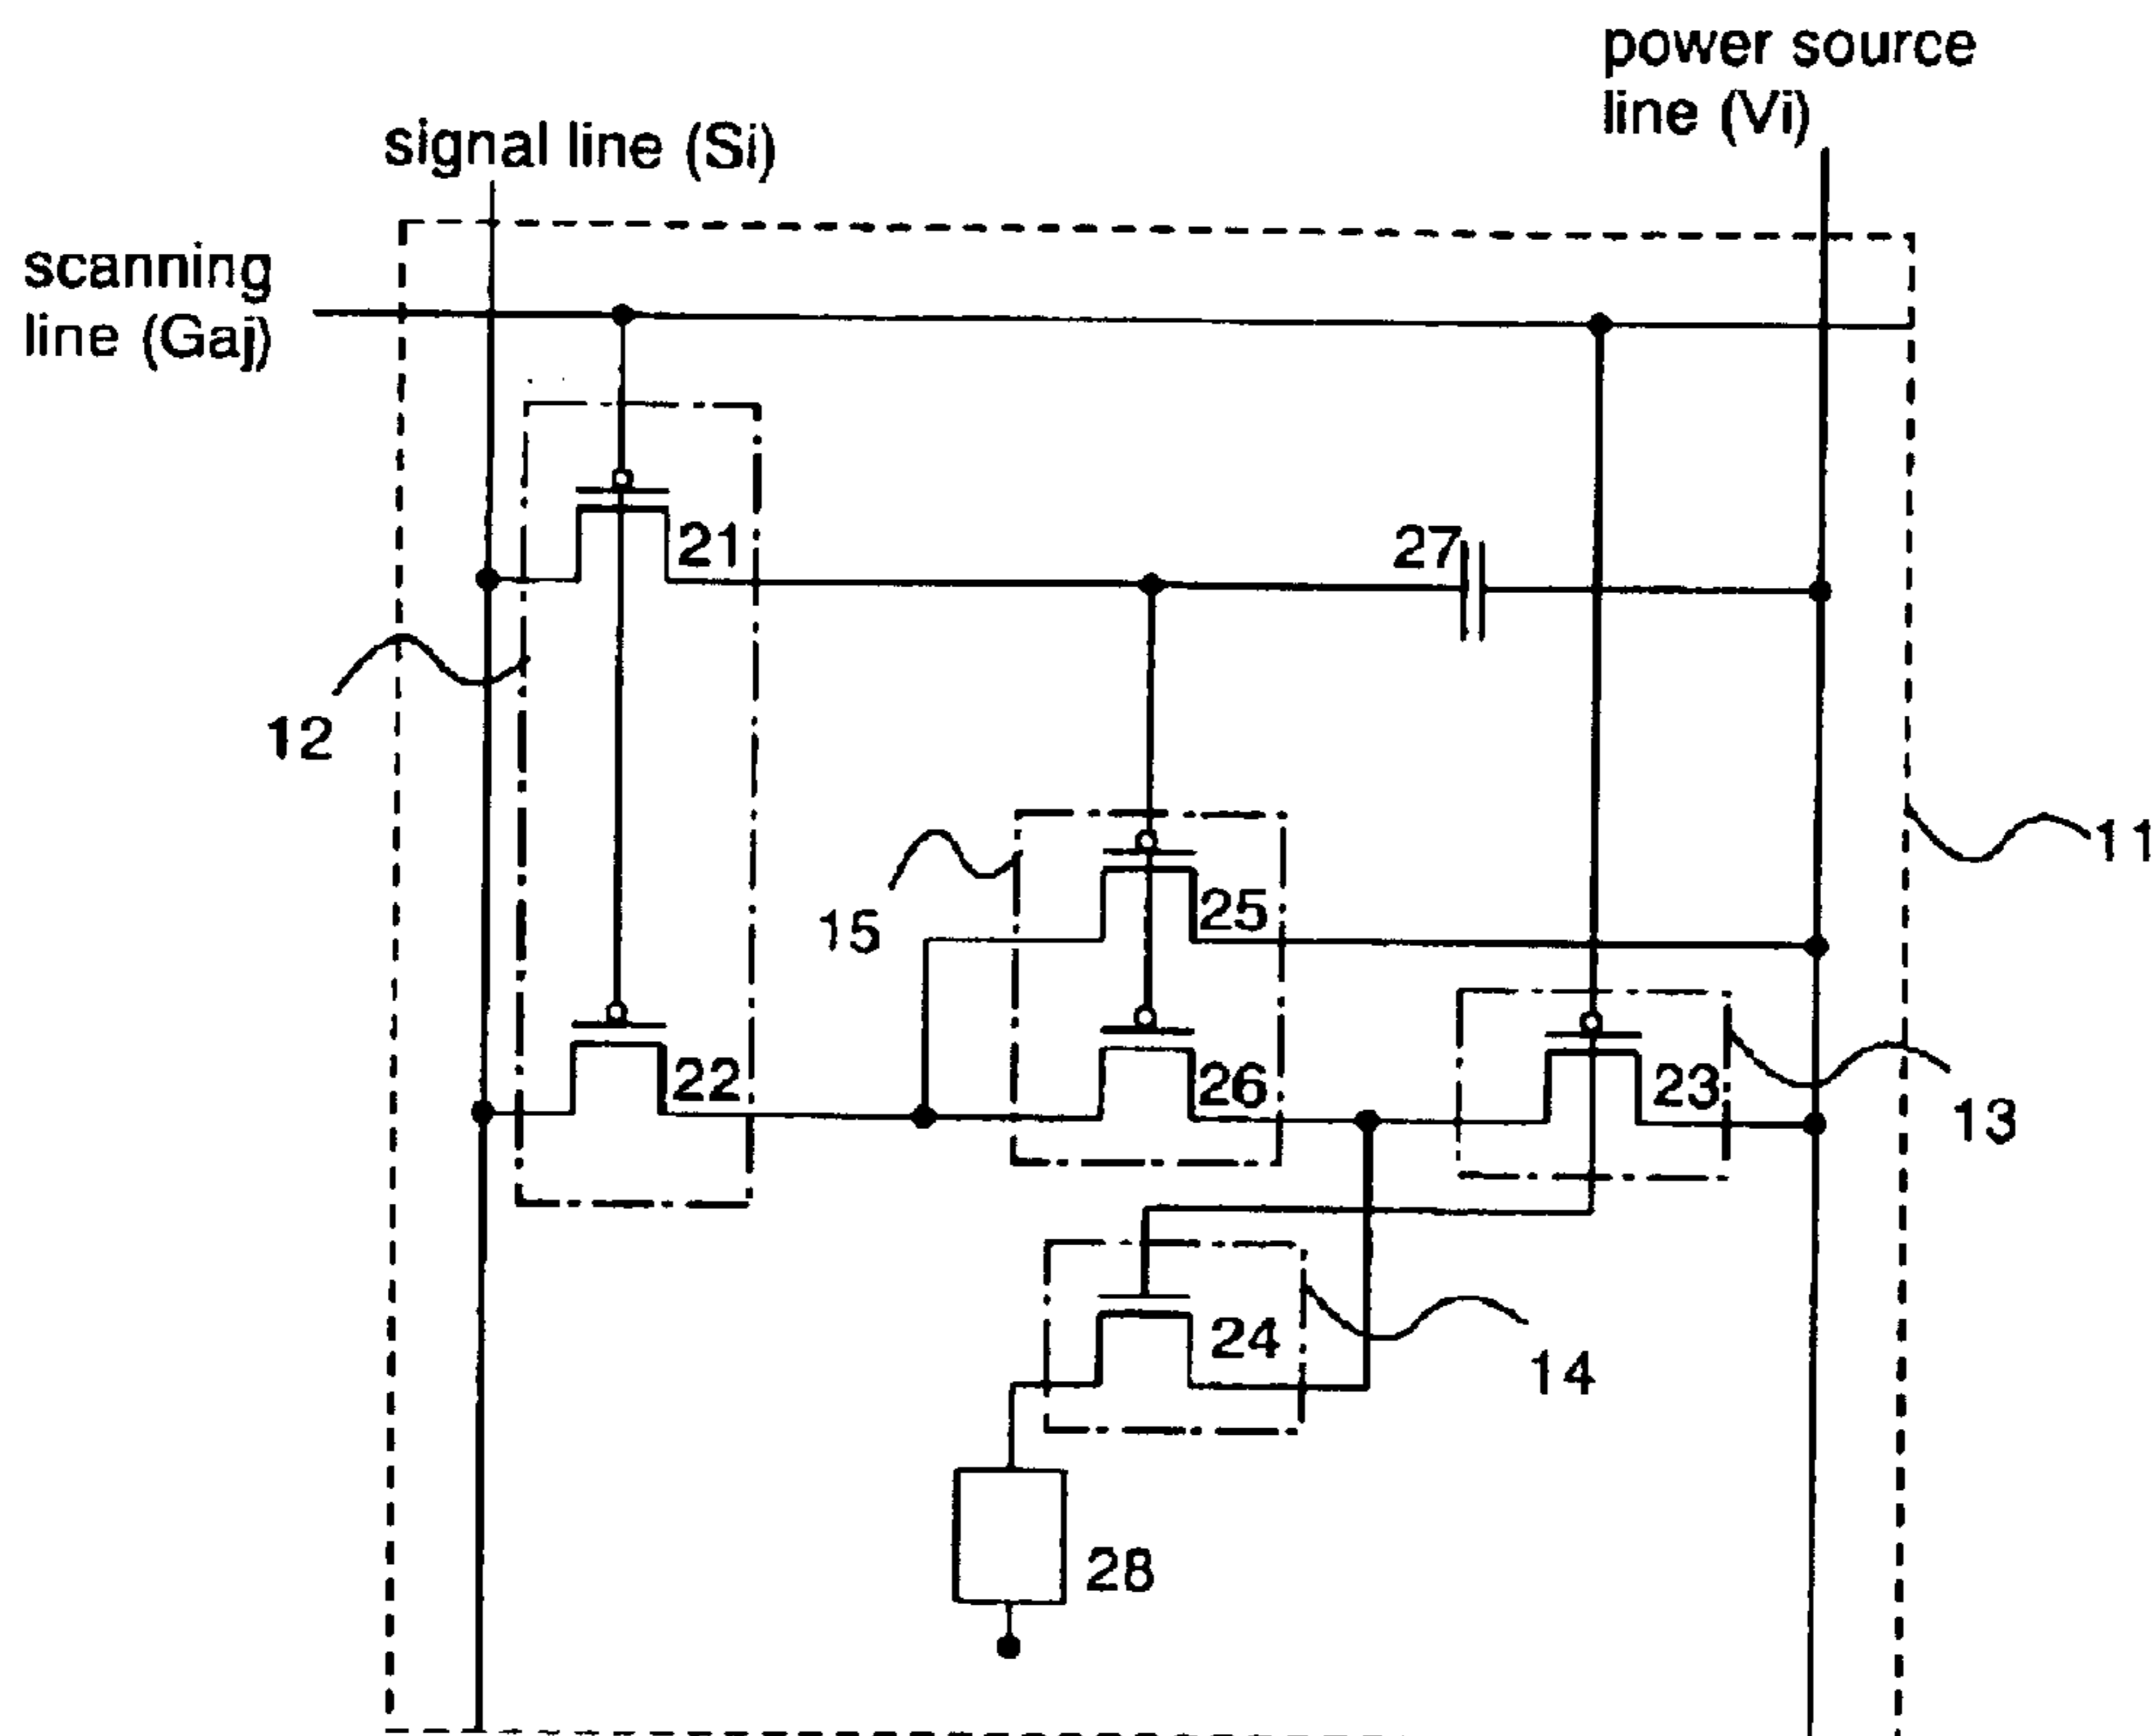 power source
line (Vi)
signal line (Si)
scanning
line (Gaj)
21
27
12
11
15
25
22
26
23
13
24
14
28